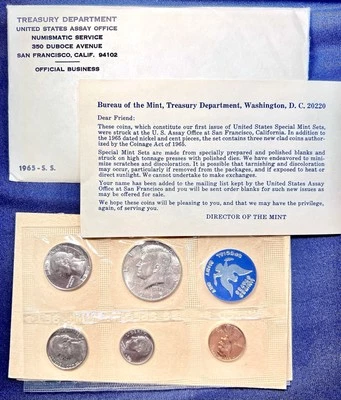 TREASURY DEPARTMENT
UNITED STATES ASSAY OFFICE
NUMISMATIC SERVICE
350 DUBOCE AVENUE
SAN FRANCISCO, CALIF. 94102
OFFICIAL BUSINESS
1965-S.S.
Bureau of the Mint, Treasury Department, Washington, D. C. 20220
Dear Friend:
These coins, which constitute our first issue of United States Special Mint Sets,
were struck at the U. S. Assay Office at San Francisco, California. In addition to
the 1965 dated nickel and cent pieces, the set contains three new clad coins author-
ized by the Coinage Act of 1965.
Special Mint Sets are made from specially prepared and polished blanks and
struck on high tonnage presses with polished dies. We have endeavored to mini-
mize scratches and discoloration. It is possible that tarnishing and discoloration
may occur, particularly if removed from the packages, and if exposed to heat or
direct sunlight. We cannot undertake to make exchanges.
Your name has been added to the mailing list kept by the United States Assay
Office at San Francisco and you will be sent order blanks for such new issues as
may be offered for sale.
We hope these coins will be pleasing to you, and that we may have the privilege,
again, of serving you.
DIRECTOR OF THE MINT
SPECIAL MINT SET